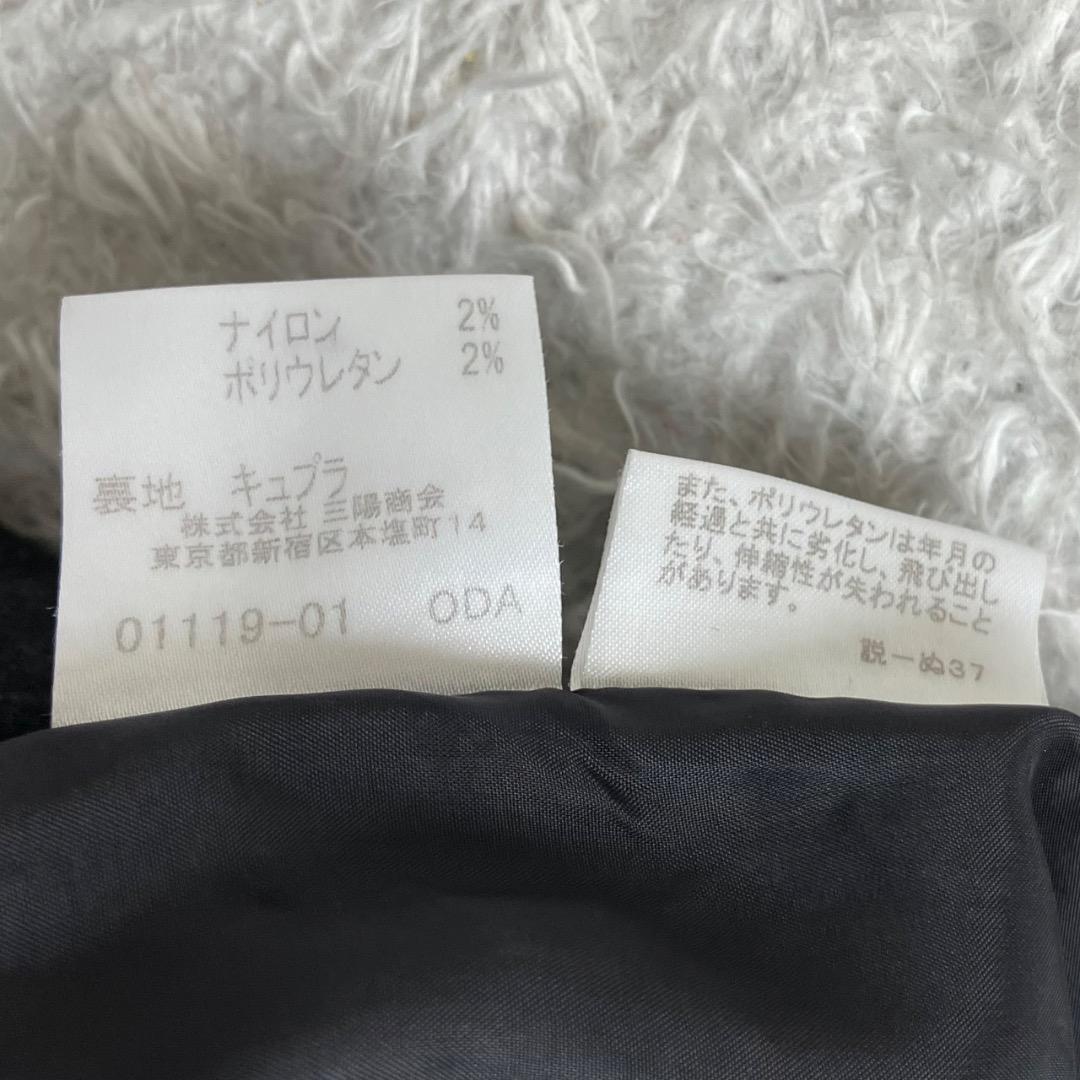 ナイロン 2%
ポリウレタン 2%
裏地 キュプラ
株式会社 三陽商会
東京都新宿区本塩町14
01119-01 ODA
また、ポリウレタンは年月の
経過と共に劣化し、飛び出し
たり、伸縮性が失われること
があります。
説ーぬ37